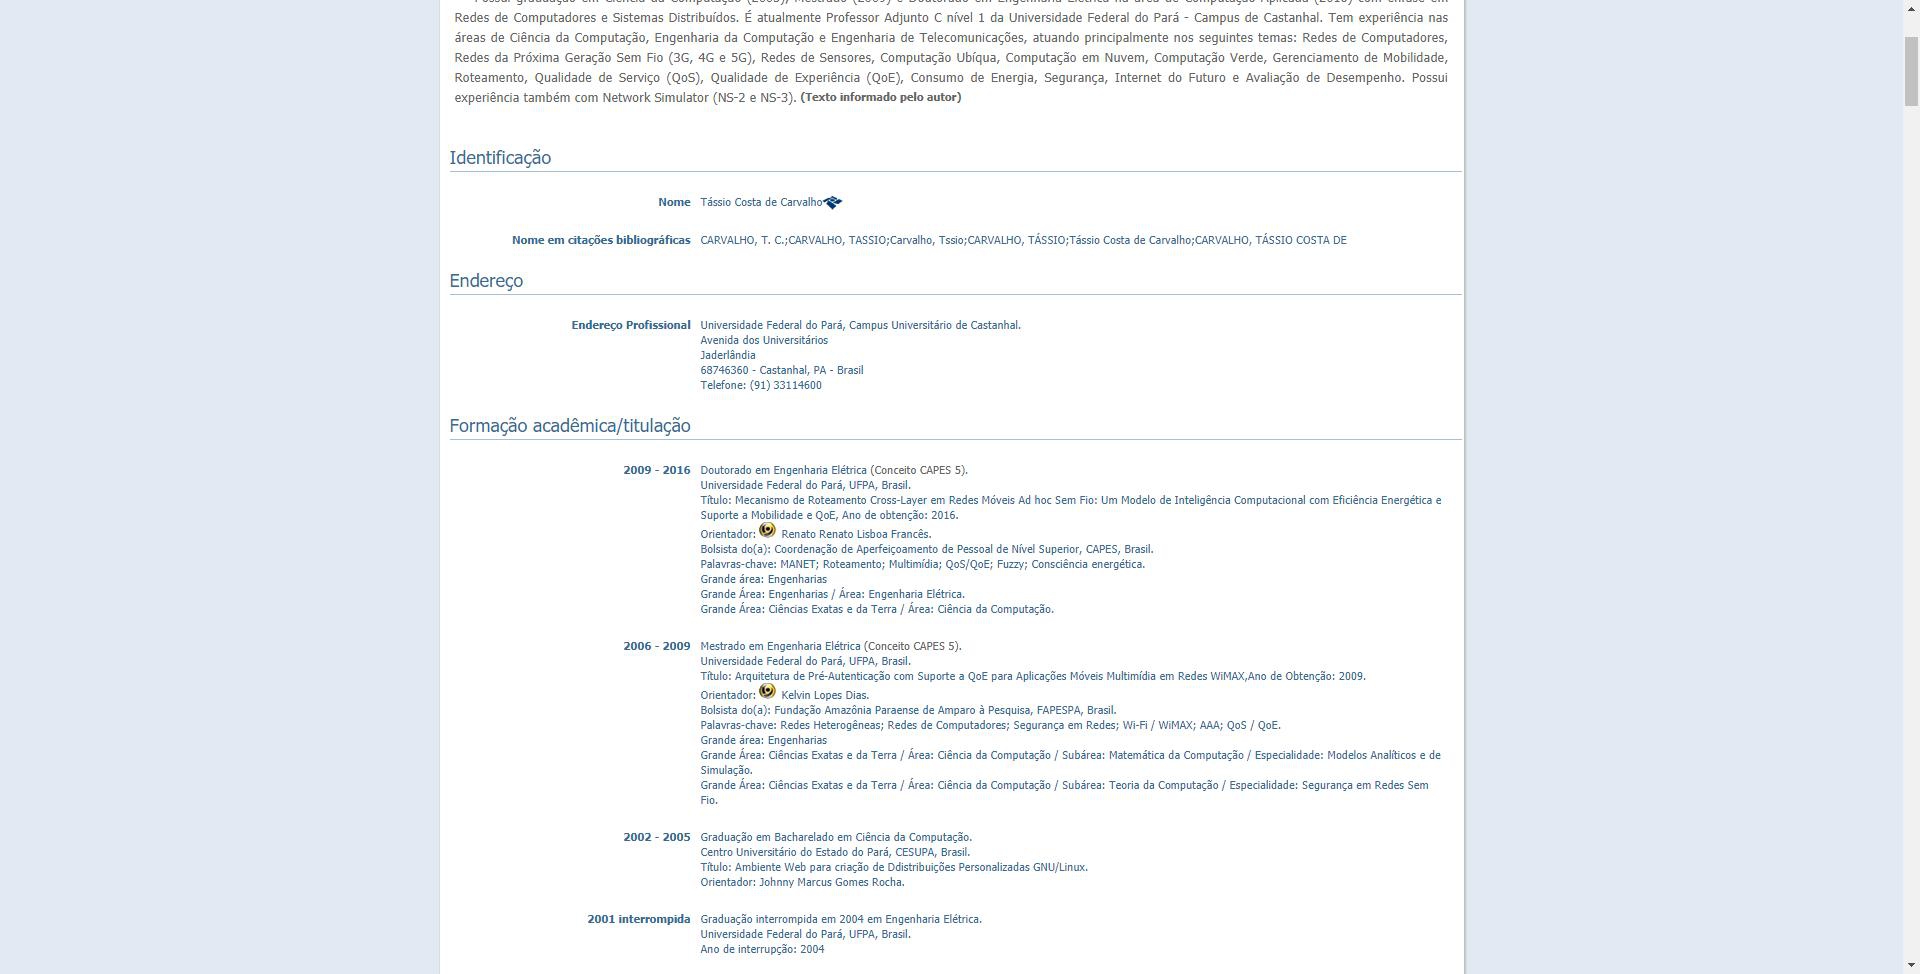 Redes de Computadores e Sistemas Distribuídos. É atualmente Professor Adjunto C nível 1 da Universidade Federal do Pará - Campus de Castanhal. Tem experiência nas
áreas de Ciência da Computação, Engenharia da Computação e Engenharia de Telecomunicações, atuando principalmente nos seguintes temas: Redes de Computadores,
Redes da Próxima Geração Sem Fio (3G, 4G e 5G), Redes de Sensores, Computação Ubíqua, Computação em Nuvem, Computação Verde, Gerenciamento de Mobilidade,
Roteamento, Qualidade de Serviço (QoS), Qualidade de Experiência (QoE), Consumo de Energia, Segurança, Internet do Futuro e Avaliação de Desempenho. Possui
experiência também com Network Simulator (NS-2 e NS-3). (Texto informado pelo autor)
Identificação
Nome Tássio Costa de Carvalho
Nome em citações bibliográficas CARVALHO, T. C.;CARVALHO, TASSIO;Carvalho, Tssio;CARVALHO, TÁSSIO;Tássio Costa de Carvalho;CARVALHO, TÁSSIO COSTA DE
Endereço
Endereço Profissional Universidade Federal do Pará, Campus Universitário de Castanhal.
Avenida dos Universitários
Jaderlândia
68746360 - Castanhal, PA - Brasil
Telefone: (91) 33114600
Formação acadêmica/titulação
2009 - 2016 Doutorado em Engenharia Elétrica (Conceito CAPES 5).
Universidade Federal do Pará, UFPA, Brasil.
Título: Mecanismo de Roteamento Cross-Layer em Redes Móveis Ad hoc Sem Fio: Um Modelo de Inteligência Computacional com Eficiência Energética e
Suporte a Mobilidade e QoE, Ano de obtenção: 2016.
Orientador: Renato Renato Lisboa Francês.
Bolsista do(a): Coordenação de Aperfeiçoamento de Pessoal de Nível Superior, CAPES, Brasil.
Palavras-chave: MANET; Roteamento; Multimídia; QoS/QoE; Fuzzy; Consciência energética.
Grande área: Engenharias
Grande Área: Engenharias / Área: Engenharia Elétrica.
Grande Área: Ciências Exatas e da Terra / Área: Ciência da Computação.
2006 - 2009 Mestrado em Engenharia Elétrica (Conceito CAPES 5).
Universidade Federal do Pará, UFPA, Brasil.
Título: Arquitetura de Pré-Autenticação com Suporte a QoE para Aplicações Móveis Multimídia em Redes WiMAX,Ano de Obtenção: 2009.
Orientador: Kelvin Lopes Dias.
Bolsista do(a): Fundação Amazônia Paraense de Amparo à Pesquisa, FAPESPA, Brasil.
Palavras-chave: Redes Heterogêneas; Redes de Computadores; Segurança em Redes; Wi-Fi / WiMAX; AAA; QoS / QoE.
Grande área: Engenharias
Grande Área: Ciências Exatas e da Terra / Área: Ciência da Computação / Subárea: Matemática da Computação / Especialidade: Modelos Analíticos e de
Simulação.
Grande Área: Ciências Exatas e da Terra / Área: Ciência da Computação / Subárea: Teoria da Computação / Especialidade: Segurança em Redes Sem
Fio.
2002 - 2005 Graduação em Bacharelado em Ciência da Computação.
Centro Universitário do Estado do Pará, CESUPA, Brasil.
Título: Ambiente Web para criação de Ddistribuições Personalizadas GNU/Linux.
Orientador: Johnny Marcus Gomes Rocha.
2001 interrompida Graduação interrompida em 2004 em Engenharia Elétrica.
Universidade Federal do Pará, UFPA, Brasil.
Ano de interrupção: 2004